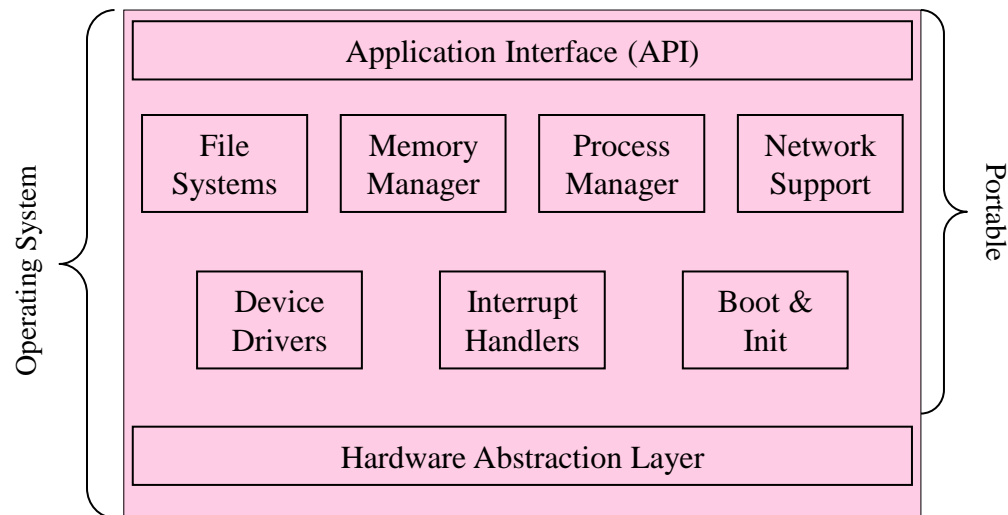 Application Interface (API)
File
Systems
Memory
Manager
Process
Manager
Network
Support
Device
Drivers
Interrupt
Handlers
Boot &
Init
Hardware Abstraction Layer
Operating System
Portable